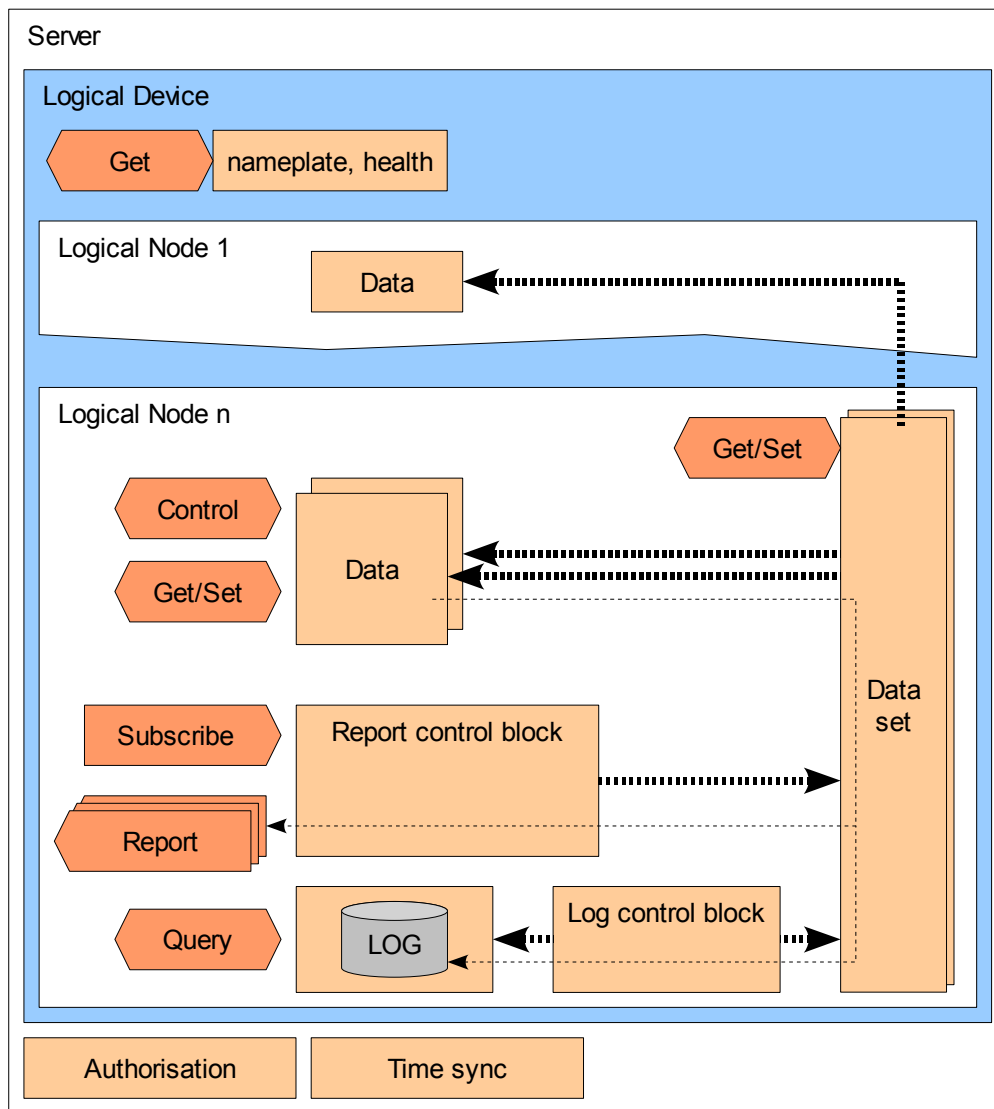 Server
Logical Device
Get
nameplate, health
Logical Node 1
Data
Logical Node n
Get/Set
Control
Data
Get/Set
Data
set
Subscribe
Report control block
Report
Log control block
Query
LOG
Authorisation
Time sync